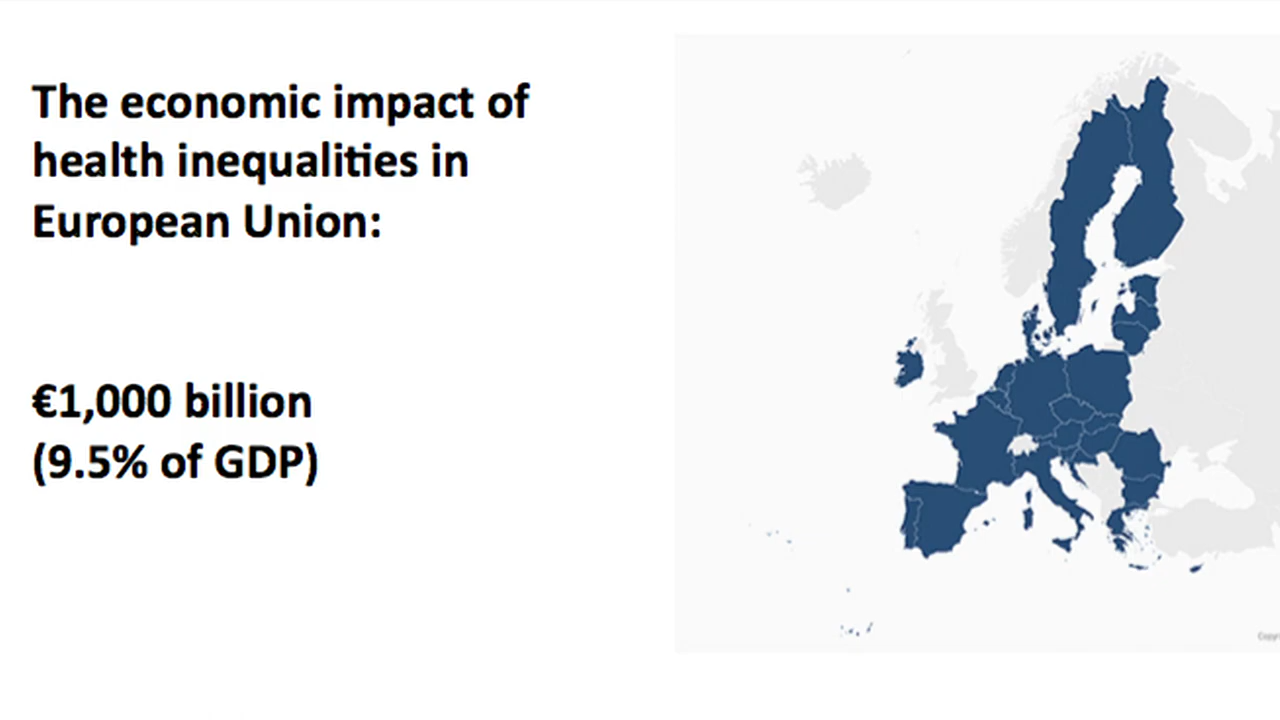 The economic impact of
health inequalities in
European Union:
€1,000 billion
(9.5% of GDP)